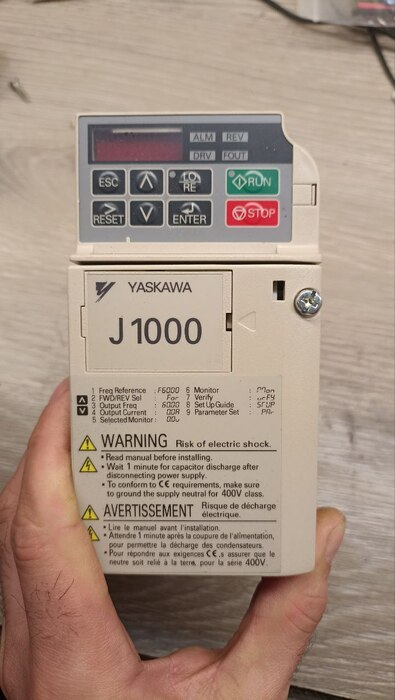 ALM REV
DRV FOUT
ESC LO RE RUN
RESET ENTER STOP
YASKAWA
J1000
1 Freq Reference : F6000 6 Monitor : Mon
2 FWD/REV Sel : For 7 Verify : vrFY
3 Output Freq : 6000 8 Set Up Guide : STUP
4 Output Current : 00A 9 Parameter Set : PAr
5 Selected Monitor :
WARNING Risk of electric shock.
• Read manual before installing.
• Wait 1 minute for capacitor discharge after
disconnecting power supply.
• To conform to CE requirements, make sure
to ground the supply neutral for 400V class.
AVERTISSEMENT Risque de décharge
électrique.
• Lire le manuel avant l'installation.
• Attendre 1 minute après la coupure de l'alimentation,
pour permettre la décharge des condensateurs.
• Pour répondre aux exigences CE, s assurer que le
neutre soit relié à la terre, pour la série 400V.